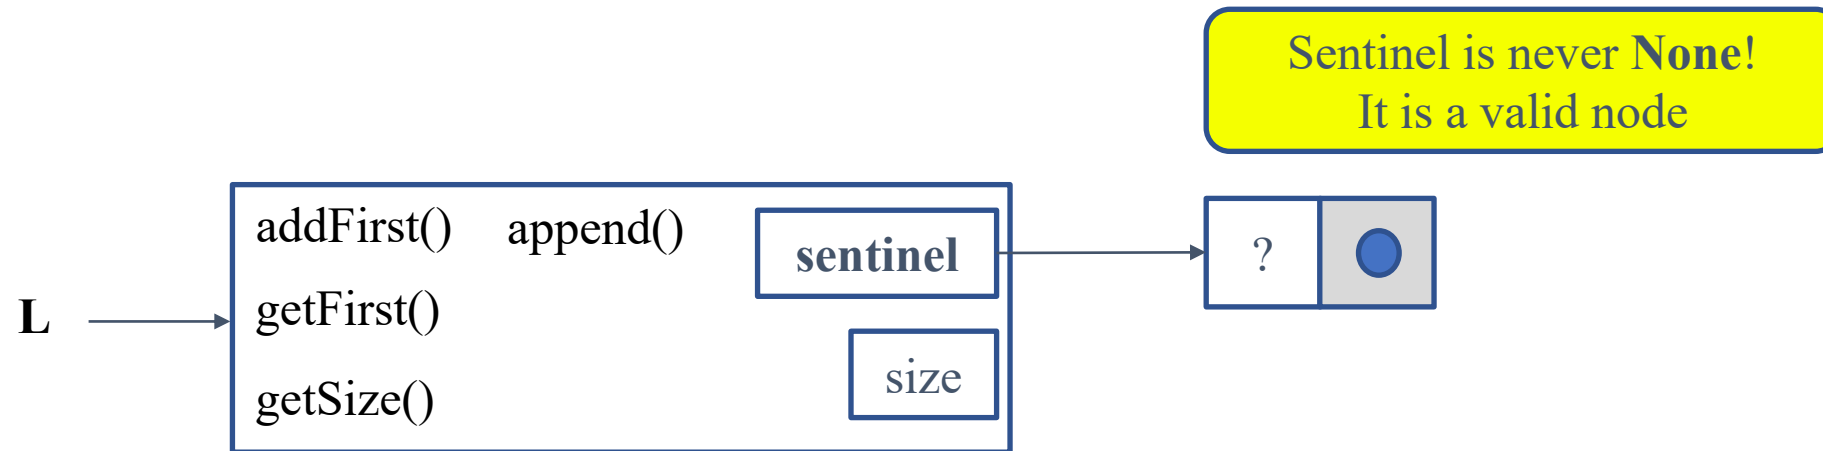 Sentinel is never None!
It is a valid node
addFirst() append()
sentinel
?
L
getFirst()
size
getSize()